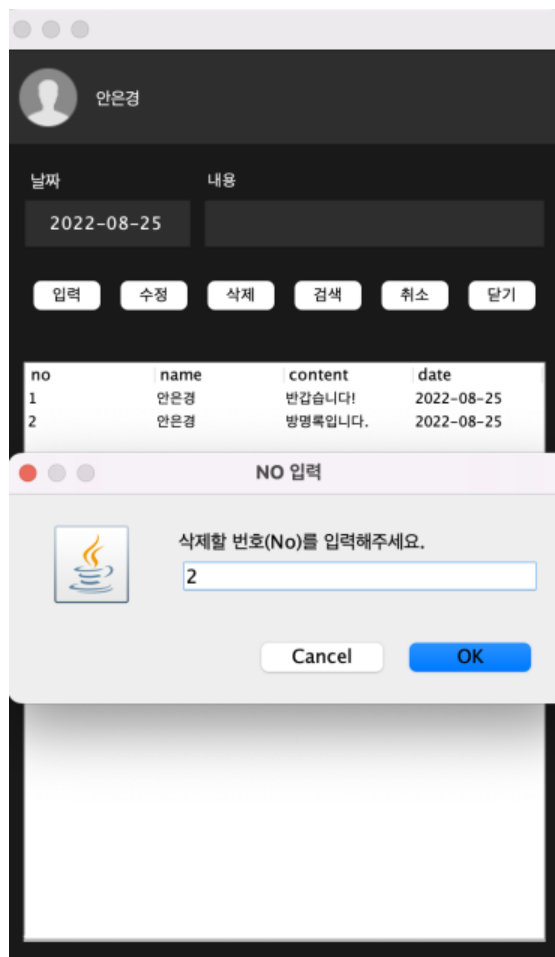 안은경
날짜 내용
2022-08-25
입력 수정 삭제 검색 취소 닫기
no name content date
1 안은경 반갑습니다! 2022-08-25
2 안은경 방명록입니다. 2022-08-25
NO 입력
삭제할 번호(No)를 입력해주세요.
2
Cancel OK